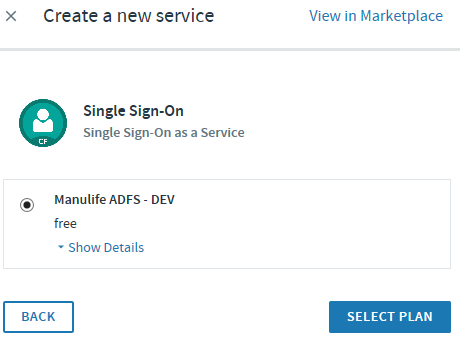 × Create a new service View in Marketplace
Single Sign-On
Single Sign-On as a Service
CF
Manulife ADFS - DEV
free
Show Details
BACK SELECT PLAN